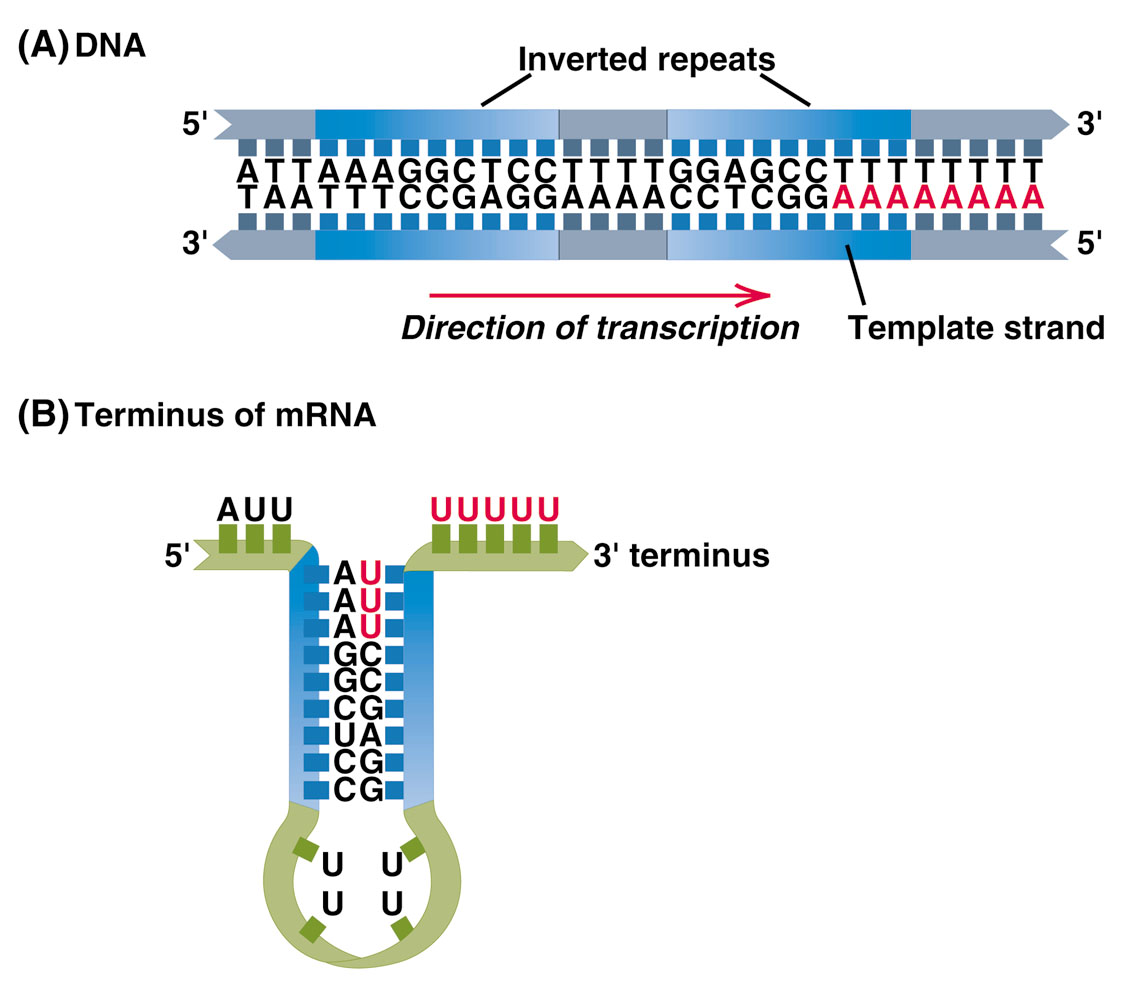 (A) DNA
Inverted repeats
5' 3'
ATTAAAGGCTCCTTTTGGAGCCTTTTTTTT
TAATTTCCGAGGAAAACCTCGGAAAAAAAA
3' 5'
Direction of transcription
Template strand
(B) Terminus of mRNA
AUU UUUUU
5' 3' terminus
AU
AU
AU
GC
GC
CG
UA
CG
CG
U U
U U